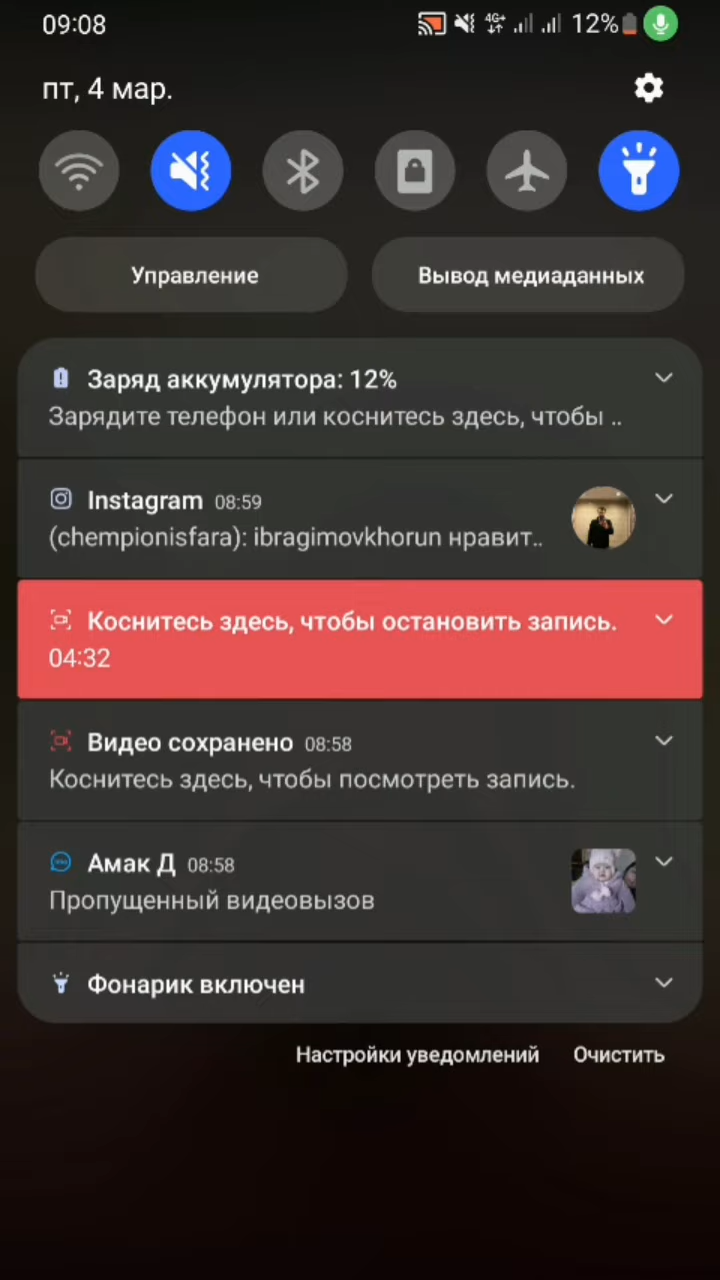 09:08
4G+
12%
пт, 4 мар.
Управление
Вывод медиаданных
Заряд аккумулятора: 12%
Зарядите телефон или коснитесь здесь, чтобы ..
Instagram 08:59
(chempionisfara): ibragimovkhorun нравит..
Коснитесь здесь, чтобы остановить запись.
04:32
Видео сохранено 08:58
Коснитесь здесь, чтобы посмотреть запись.
Амак Д 08:58
Пропущенный видеовызов
Фонарик включен
Настройки уведомлений
Очистить